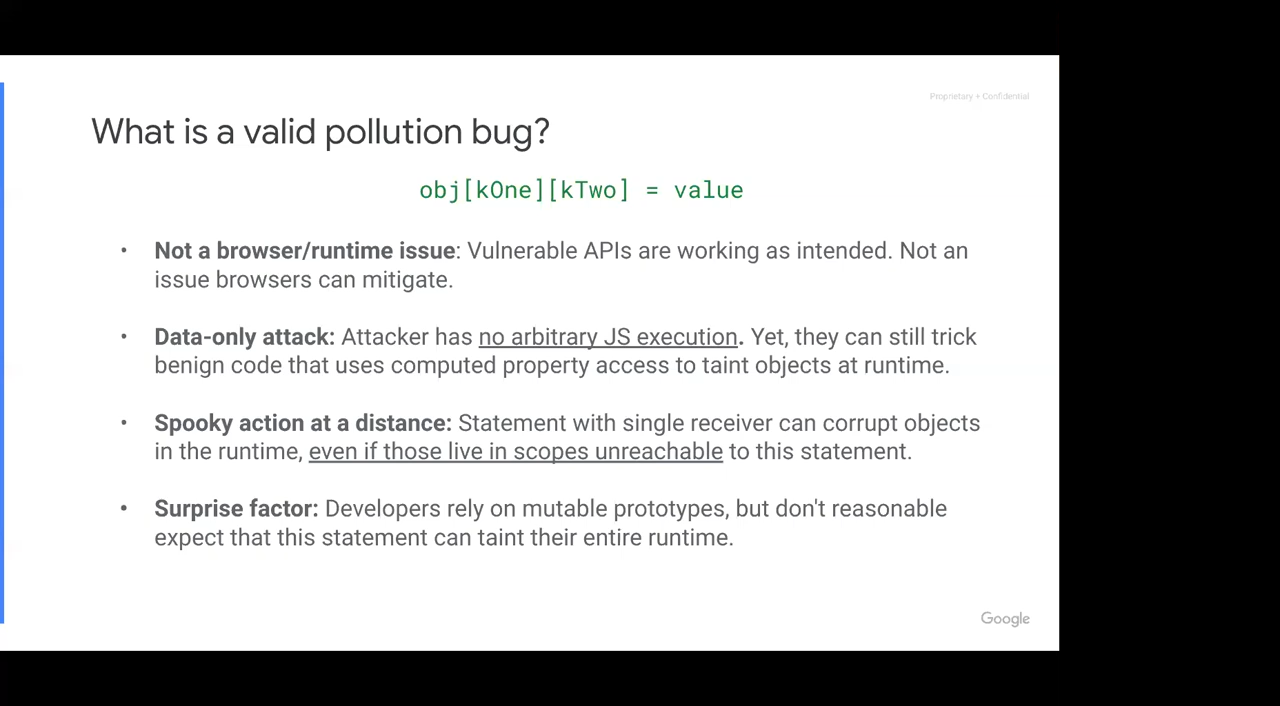 Proprietary + Confidential
What is a valid pollution bug?
obj[kOne][kTwo] = value
• Not a browser/runtime issue: Vulnerable APIs are working as intended. Not an
issue browsers can mitigate.
• Data-only attack: Attacker has no arbitrary JS execution. Yet, they can still trick
benign code that uses computed property access to taint objects at runtime.
• Spooky action at a distance: Statement with single receiver can corrupt objects
in the runtime, even if those live in scopes unreachable to this statement.
• Surprise factor: Developers rely on mutable prototypes, but don't reasonable
expect that this statement can taint their entire runtime.
Google